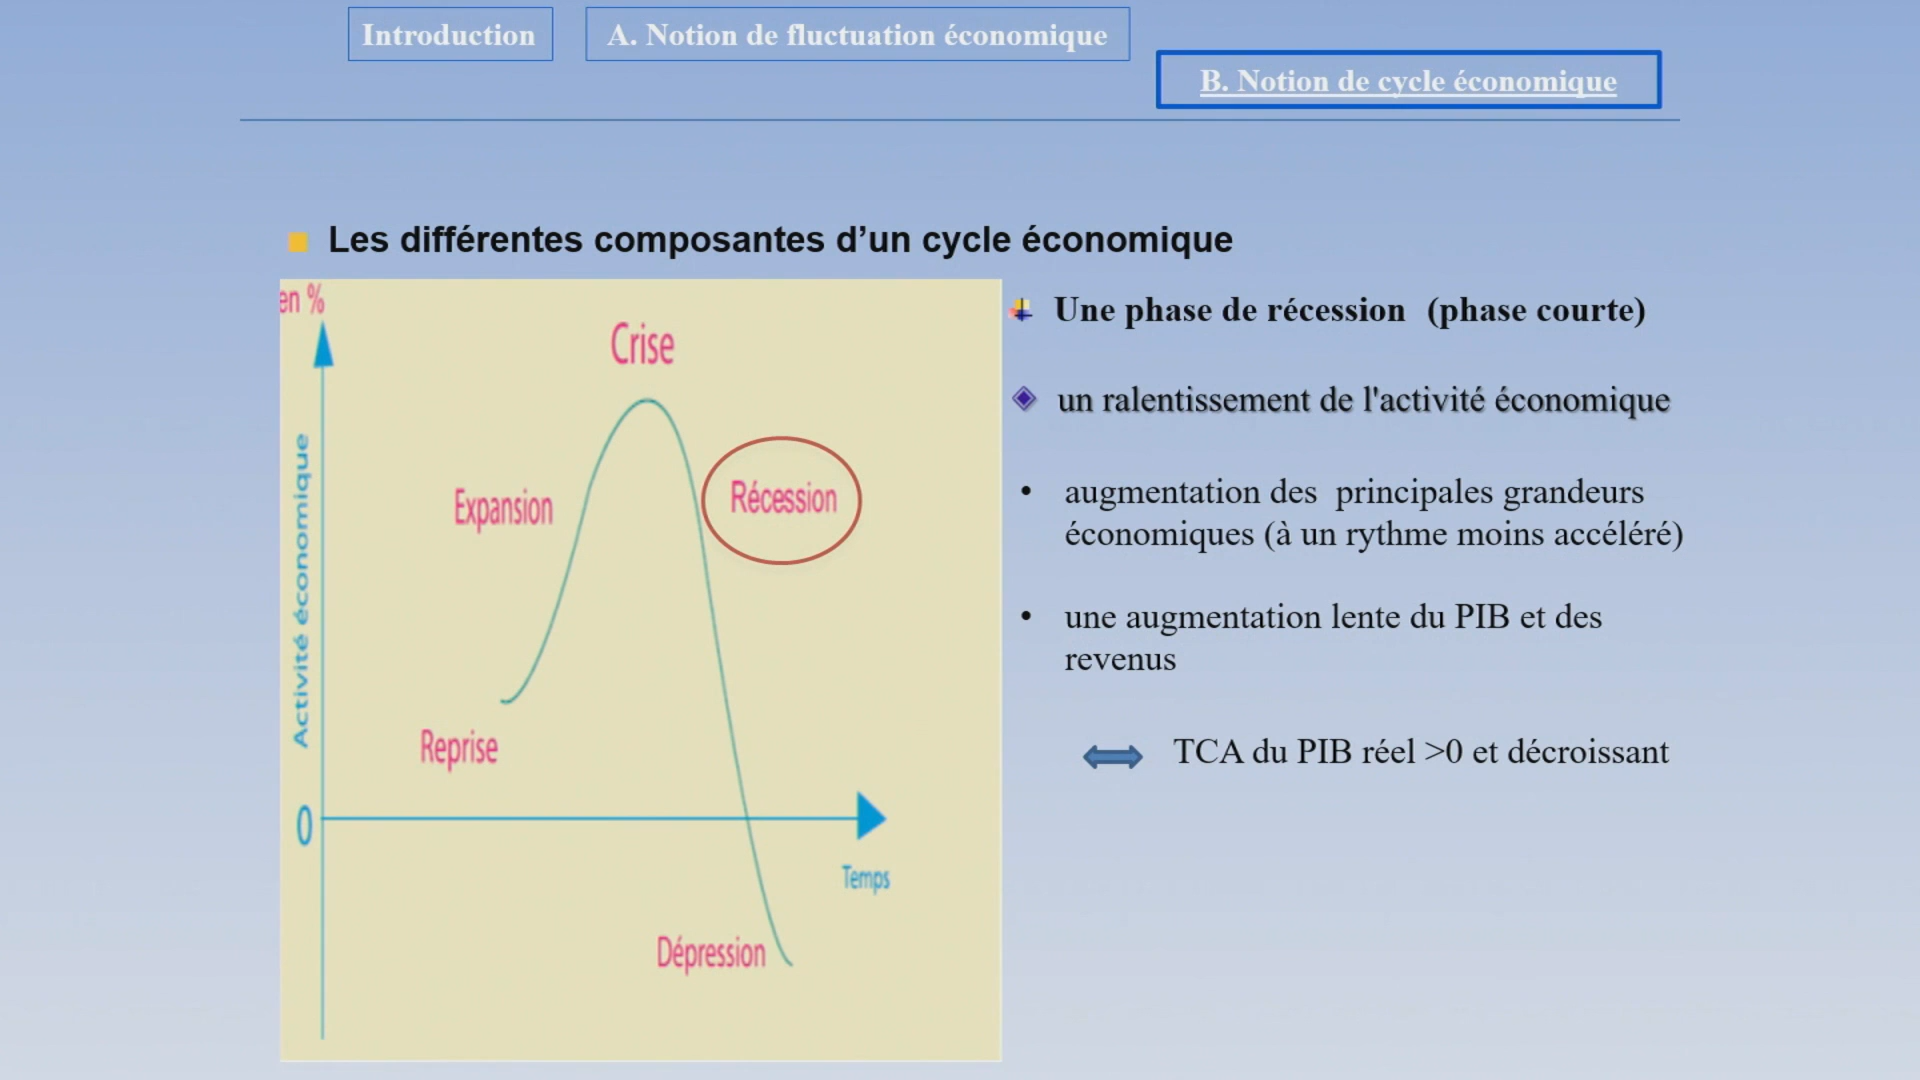 Introduction
A. Notion de fluctuation économique
B. Notion de cycle économique
Les différentes composantes d’un cycle économique
en %
Crise
Expansion
Récession
Activité économique
Reprise
0
Temps
Dépression
Une phase de récession (phase courte)
un ralentissement de l'activité économique
• augmentation des principales grandeurs
économiques (à un rythme moins accéléré)
• une augmentation lente du PIB et des
revenus
TCA du PIB réel >0 et décroissant